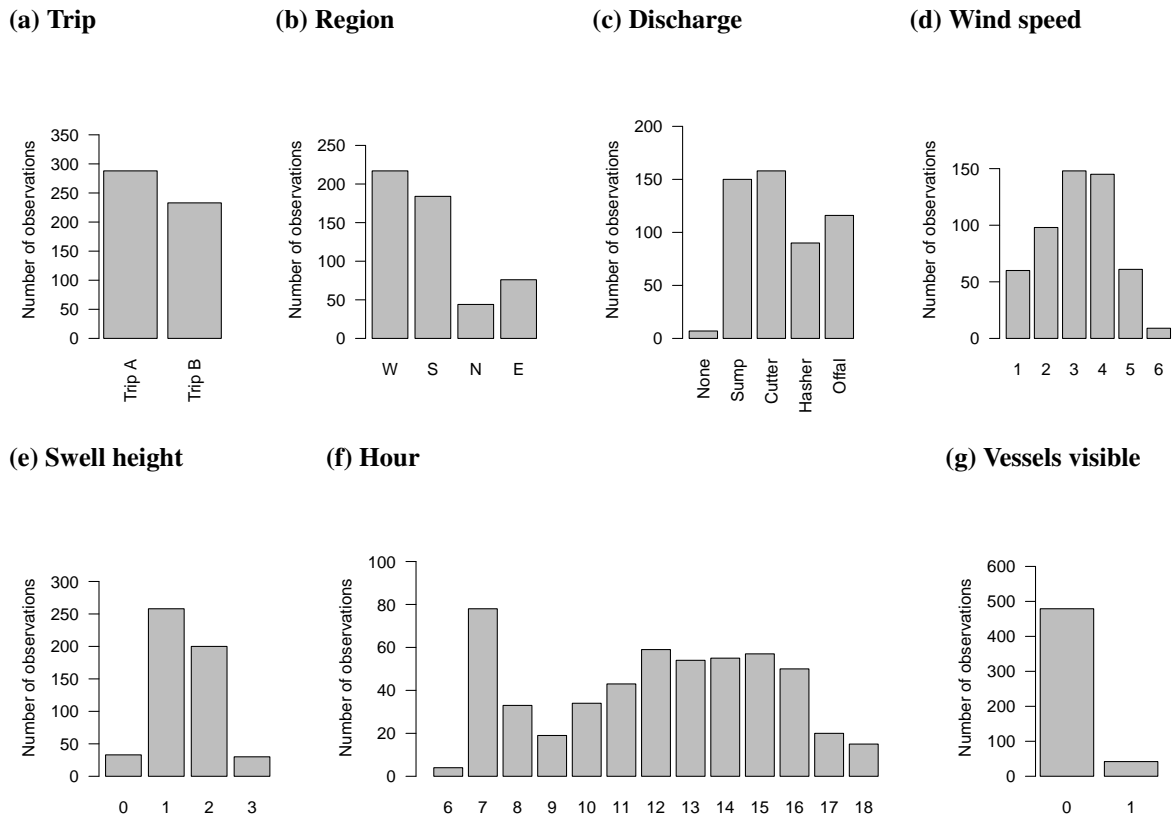 (a) Trip
Number of observations
350
300
250
200
150
100
50
0
Trip A
Trip B
(b) Region
Number of observations
250
200
150
100
50
0
W S N E
(c) Discharge
Number of observations
200
150
100
50
0
None
Sump
Cutter
Hasher
Offal
(d) Wind speed
Number of observations
150
100
50
0
1 2 3 4 5 6
(e) Swell height
Number of observations
300
250
200
150
100
50
0
0 1 2 3
(f) Hour
Number of observations
100
80
60
40
20
0
6 7 8 9 10 11 12 13 14 15 16 17 18
(g) Vessels visible
Number of observations
600
500
400
300
200
100
0
0 1